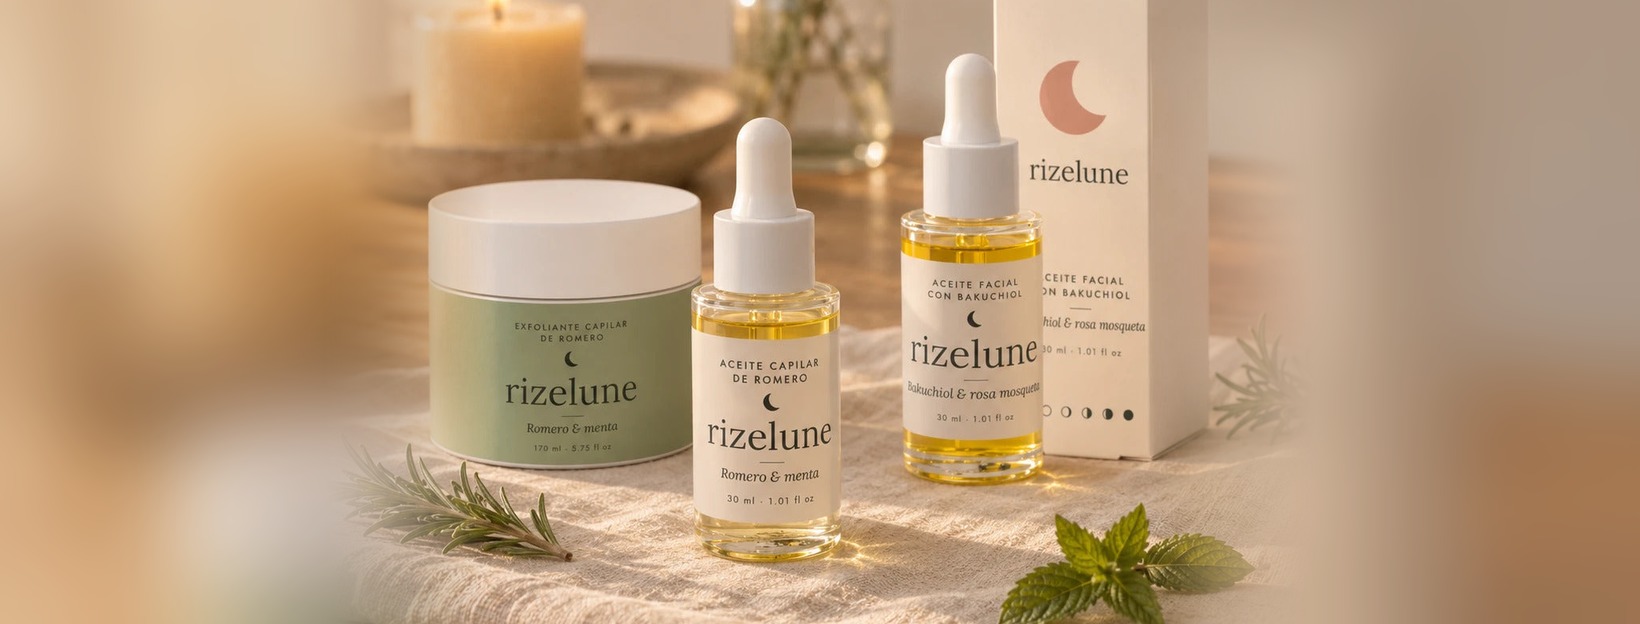 EXFOLIANTE CAPILAR
DE ROMERO
rizelune
Romero & menta
170 ml · 5.75 fl oz
ACEITE CAPILAR
DE ROMERO
rizelune
Romero & menta
30 ml · 1.01 fl oz
ACEITE FACIAL
CON BAKUCHIOL
rizelune
Bakuchiol & rosa mosqueta
30 ml · 1.01 fl oz
rizelune
CEITE FACIAL
ON BAKUCHIOL
hiol & rosa mosqueta
30 ml · 1.01 fl oz